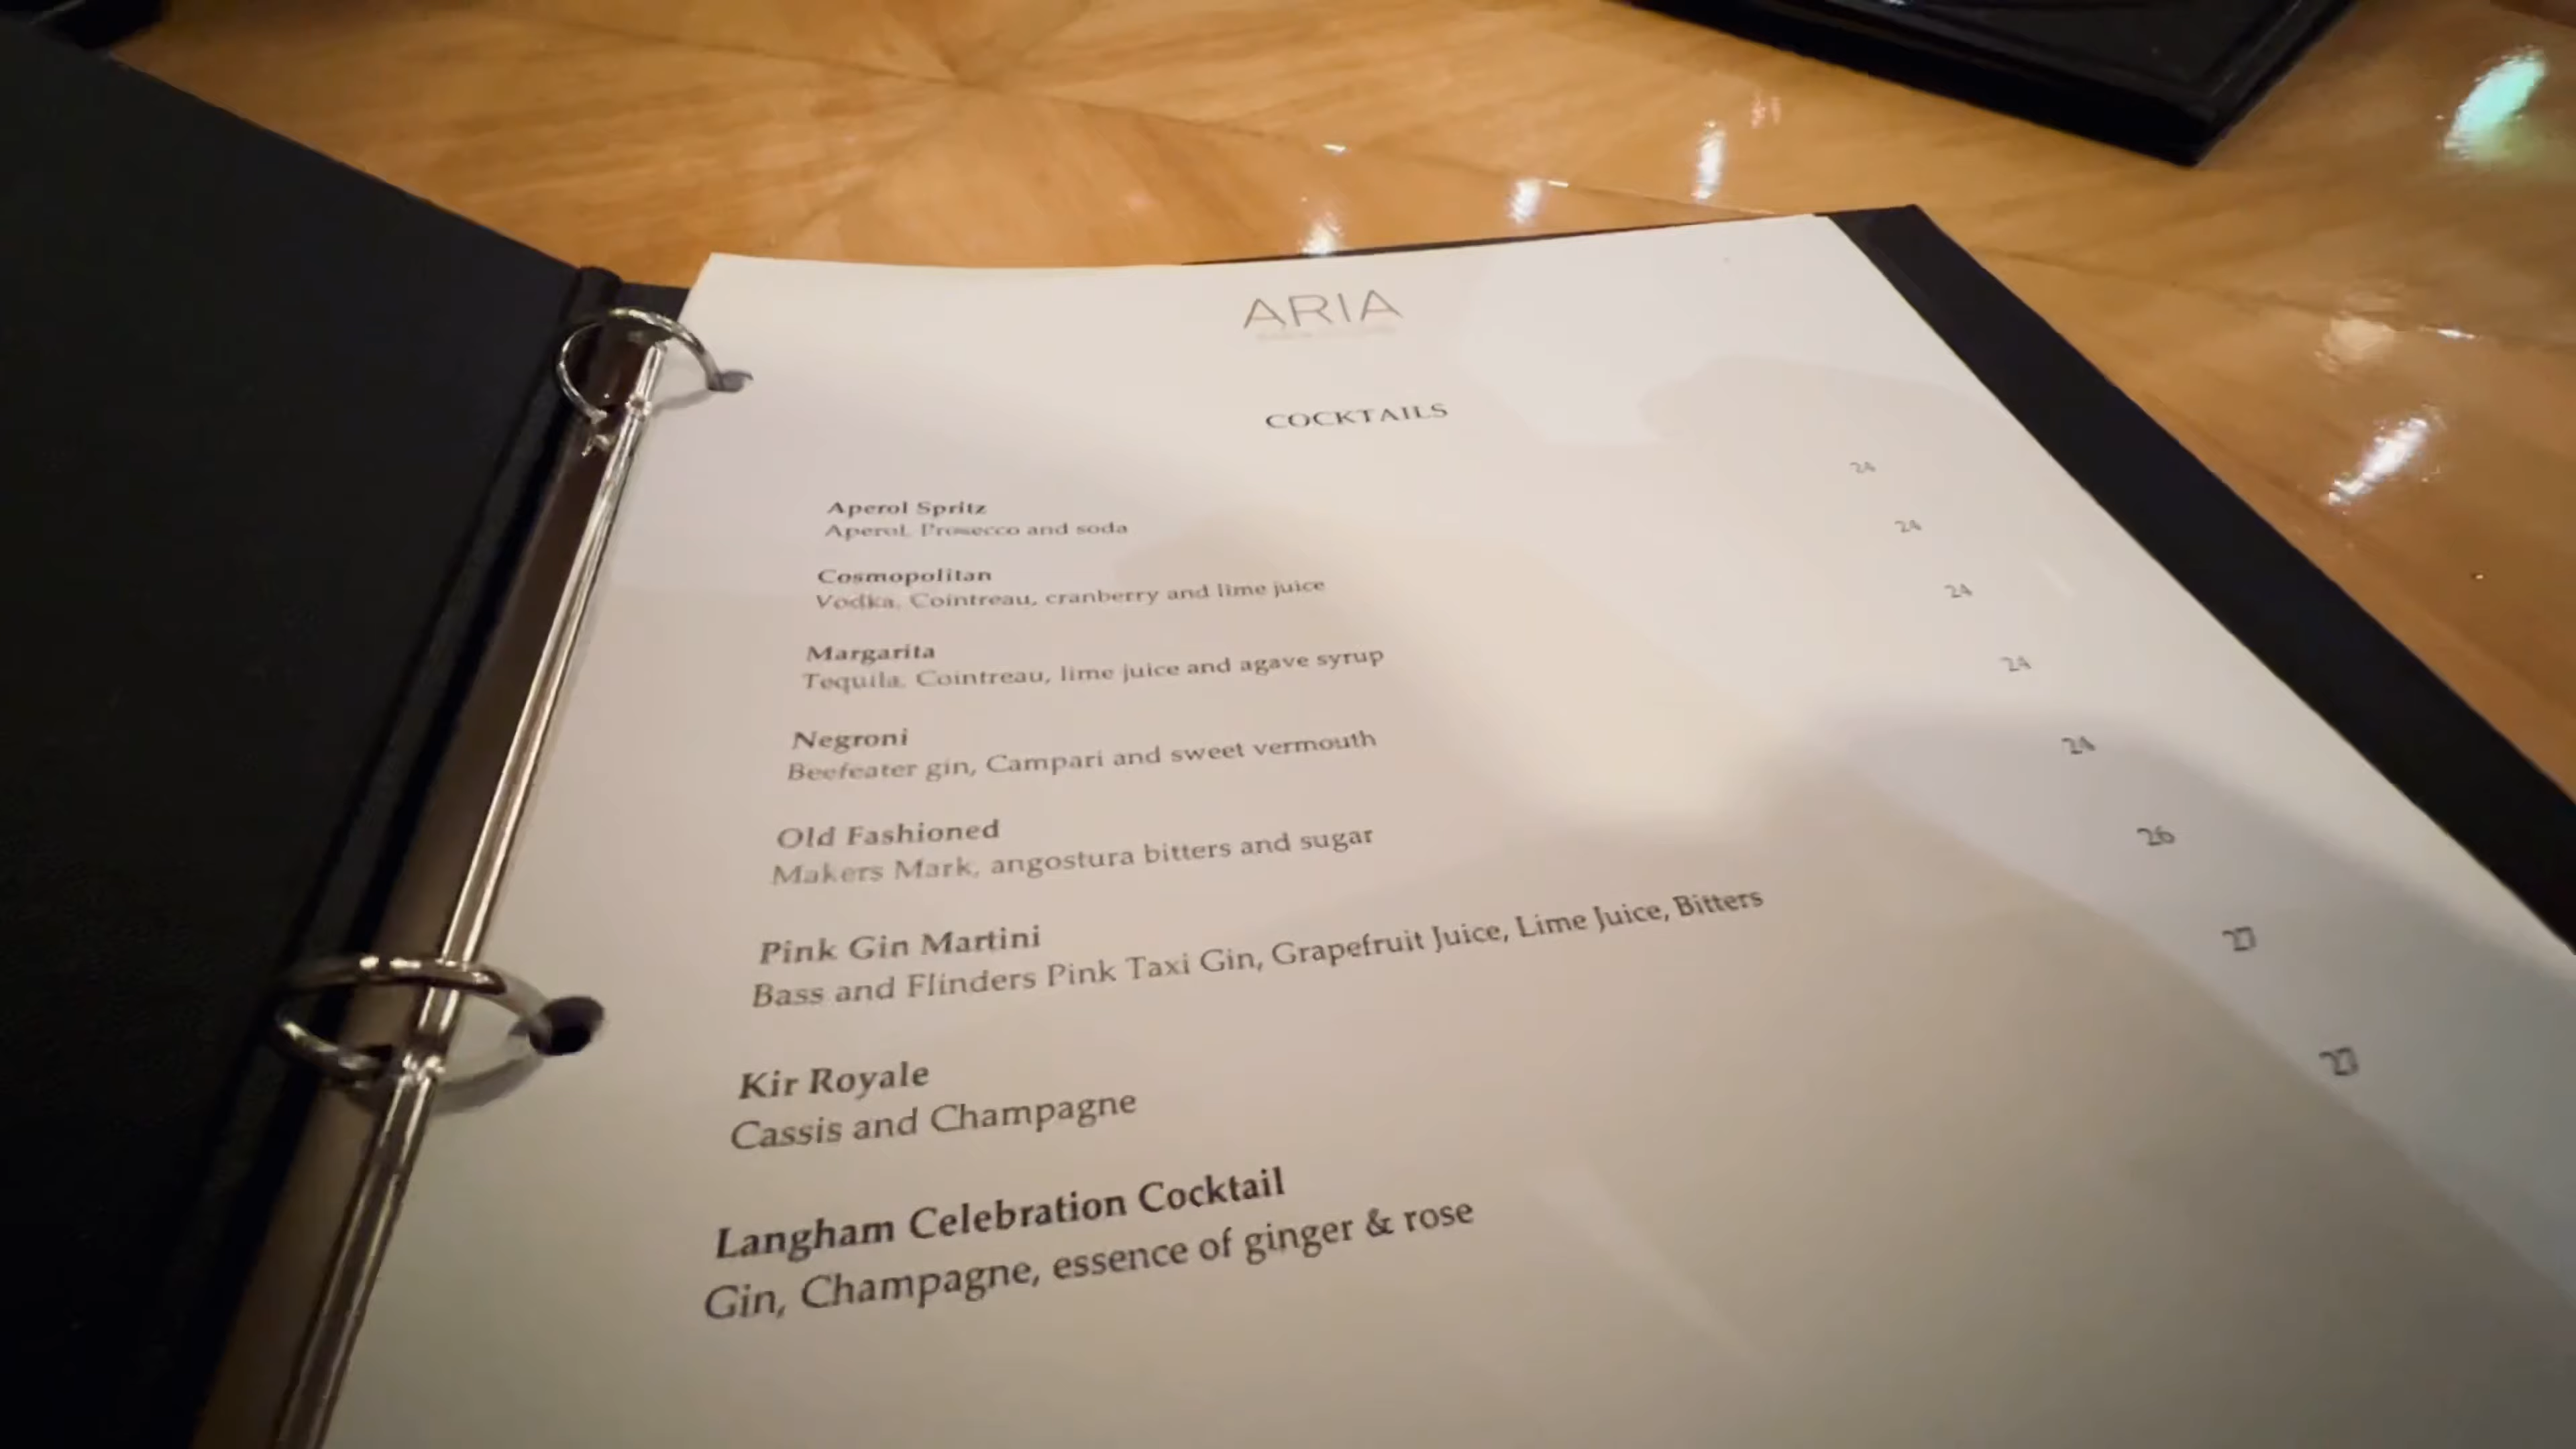 ARIA
COCKTAILS
Aperol Spritz 24
Aperol, Prosecco and soda
Cosmopolitan 24
Vodka, Cointreau, cranberry and lime juice
Margarita 24
Tequila, Cointreau, lime juice and agave syrup
Negroni 24
Beefeater gin, Campari and sweet vermouth
Old Fashioned 24
Makers Mark, angostura bitters and sugar
Pink Gin Martini 26
Bass and Flinders Pink Taxi Gin, Grapefruit Juice, Lime Juice, Bitters
Kir Royale 27
Cassis and Champagne
Langham Celebration Cocktail 27
Gin, Champagne, essence of ginger & rose